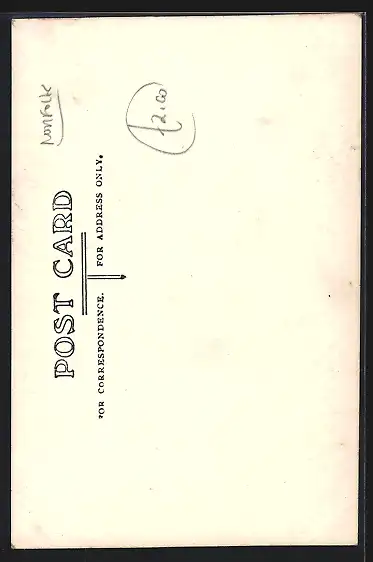 NORFOLK
£2.00
POST CARD
FOR CORRESPONDENCE. FOR ADDRESS ONLY.